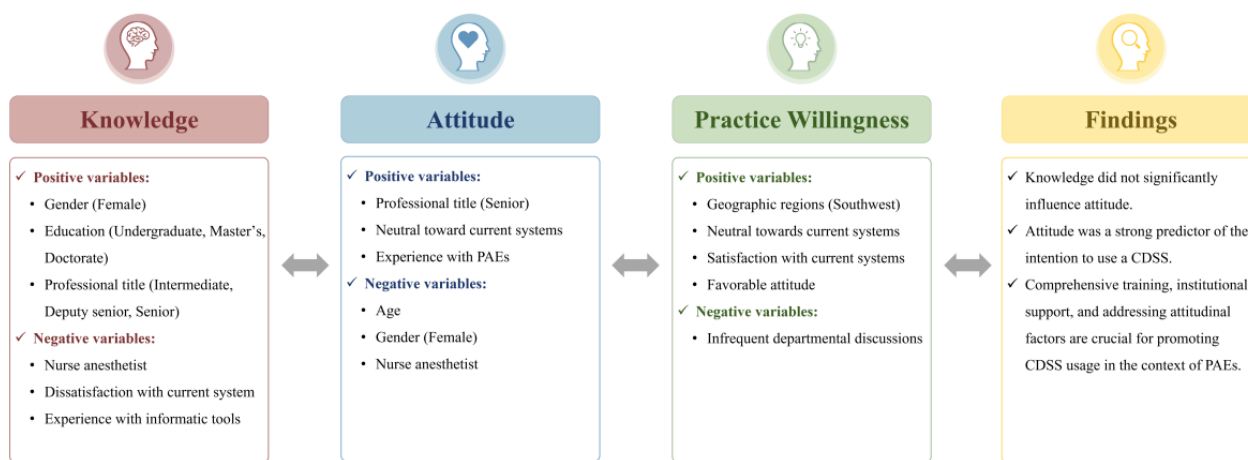 Knowledge
✓ Positive variables:
• Gender (Female)
• Education (Undergraduate, Master's,
Doctorate)
• Professional title (Intermediate,
Deputy senior, Senior)
✓ Negative variables:
• Nurse anesthetist
• Dissatisfaction with current system
• Experience with informatic tools
Attitude
✓ Positive variables:
• Professional title (Senior)
• Neutral toward current systems
• Experience with PAEs
✓ Negative variables:
• Age
• Gender (Female)
• Nurse anesthetist
Practice Willingness
✓ Positive variables:
• Geographic regions (Southwest)
• Neutral towards current systems
• Satisfaction with current systems
• Favorable attitude
✓ Negative variables:
• Infrequent departmental discussions
Findings
✓ Knowledge did not significantly
influence attitude.
✓ Attitude was a strong predictor of the
intention to use a CDSS.
✓ Comprehensive training, institutional
support, and addressing attitudinal
factors are crucial for promoting
CDSS usage in the context of PAEs.